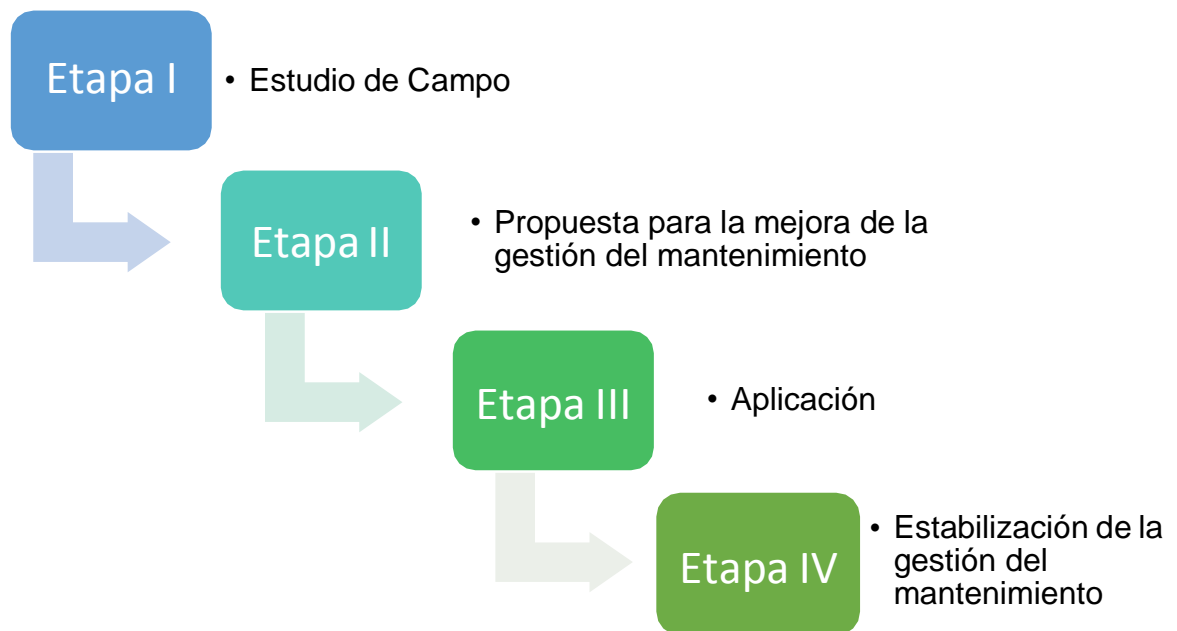 Etapa I
• Estudio de Campo
Etapa II
• Propuesta para la mejora de la
gestión del mantenimiento
Etapa III
• Aplicación
Etapa IV
• Estabilización de la
gestión del
mantenimiento